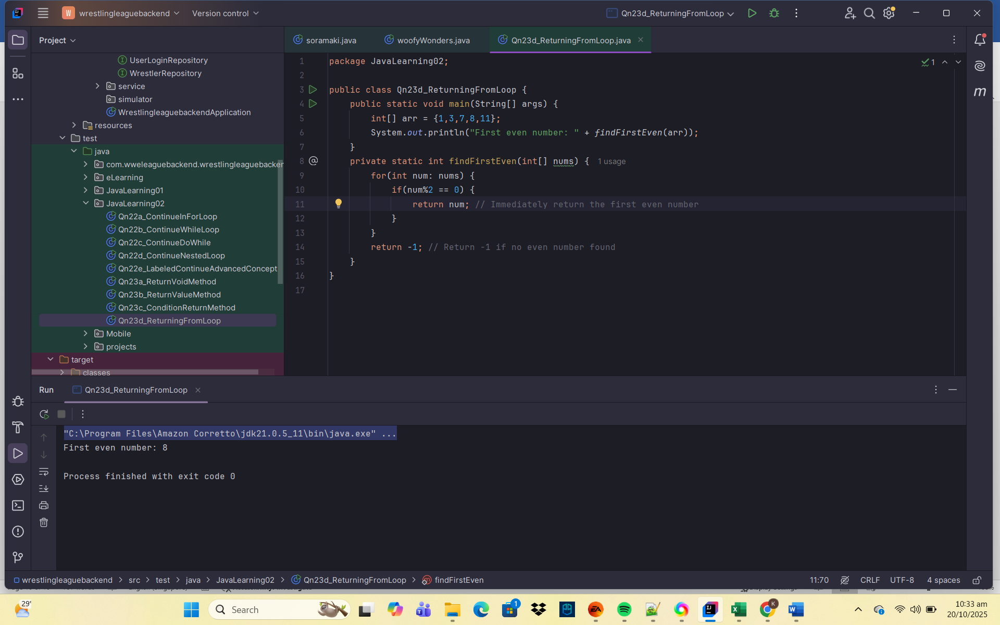 W wrestlingleaguebackend Version control Qn23d_ReturningFromLoop
Project
soramaki.java woofyWonders.java Qn23d_ReturningFromLoop.java
UserLoginRepository
WrestlerRepository
service
simulator
WrestlingleaguebackendApplication
resources
test
java
com.wweleaguebackend.wrestlingleaguebacken
eLearning
JavaLearning01
JavaLearning02
Qn22a_ContinueInForLoop
Qn22b_ContinueWhileLoop
Qn22c_ContinueDoWhile
Qn22d_ContinueNestedLoop
Qn22e_LabeledContinueAdvancedConcept
Qn23a_ReturnVoidMethod
Qn23b_ReturnValueMethod
Qn23c_ConditionReturnMethod
Qn23d_ReturningFromLoop
Mobile
projects
target
classes
1 package JavaLearning02; 1
2
3 public class Qn23d_ReturningFromLoop {
4 public static void main(String[] args) {
5 int[] arr = {1,3,7,8,11};
6 System.out.println("First even number: " + findFirstEven(arr));
7 }
8 @ private static int findFirstEven(int[] nums) { 1 usage
9 for(int num: nums) {
10 if(num%2 == 0) {
11 return num; // Immediately return the first even number
12 }
13 }
14 return -1; // Return -1 if no even number found
15 }
16 }
17
m
Run Qn23d_ReturningFromLoop
"C:\Program Files\Amazon Corretto\jdk21.0.5_11\bin\java.exe" ...
First even number: 8
Process finished with exit code 0
wrestlingleaguebackend > src > test > java > JavaLearning02 > Qn23d_ReturningFromLoop > findFirstEven 11:70 CRLF UTF-8 4 spaces
29°
Search
1
K
10:33 am
20/10/2025